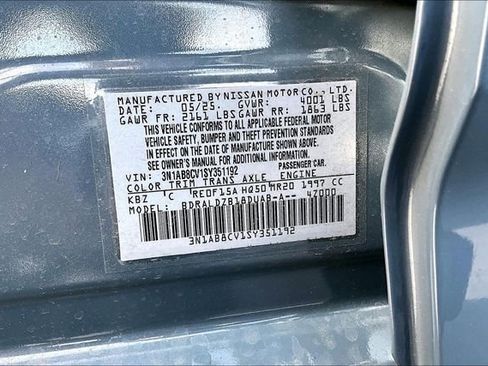 MANUFACTURED BY NISSAN MOTOR CO., LTD.
DATE: 05/25. GVWR: 4001 LBS
GAWR FR: 2161 LBS GAWR RR: 1863 LBS
THIS VEHICLE CONFORMS TO ALL APPLICABLE FEDERAL MOTOR
VEHICLE SAFETY, BUMPER AND THEFT PREVENTION STANDARDS
IN EFFECT ON THE DATE OF MANUFACTURE SHOWN ABOVE.
SEE OWNER'S MANUAL FOR ADDITIONAL INFORMATION.
VIN: 3N1AB8CV1SY351192 PASSENGER CAR.
COLOR TRIM TRANS AXLE ENGINE
KBZ 'C 'RE0F15A HQ50 MR20 1997 CC
MODEL: BDRALDZB18DUAB-A-- 4Z000
3N1AB8CV1SY351192